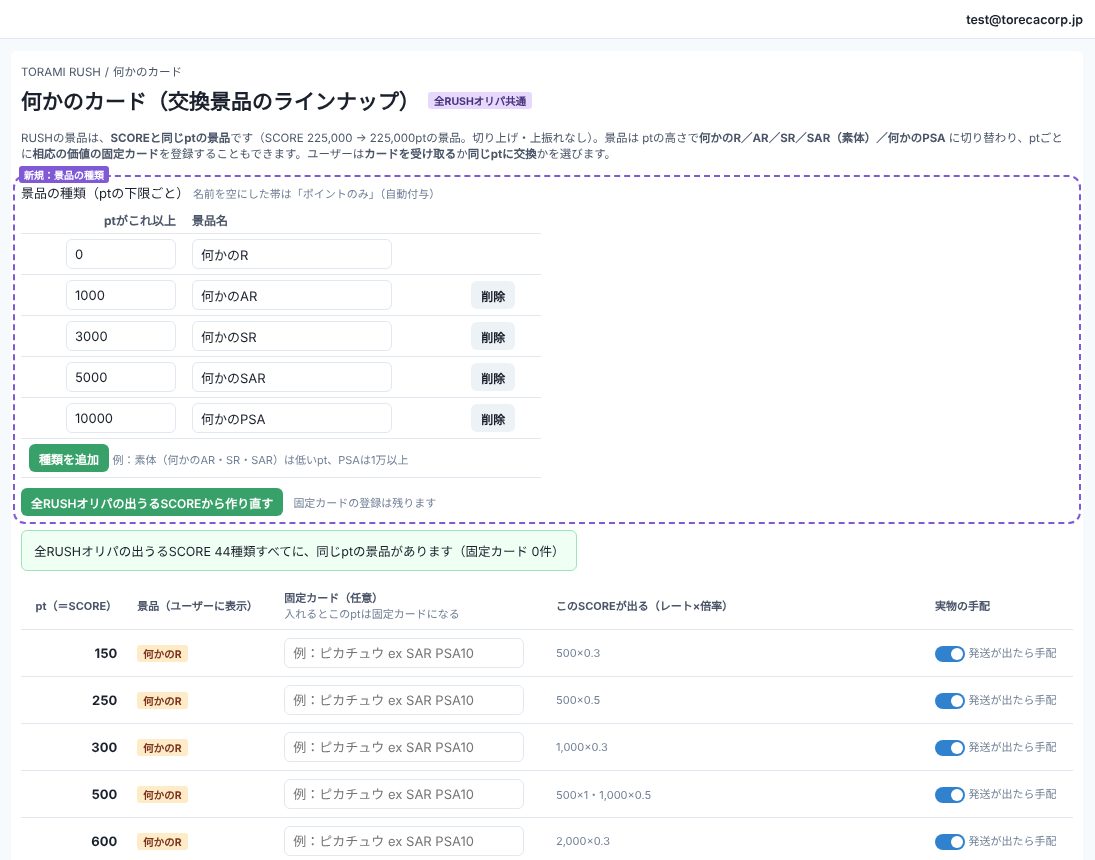 test@torecacorp.jp
TORAMI RUSH / 何かのカード
何かのカード（交換景品のラインナップ） 全RUSHオリパ共通
RUSHの景品は、SCOREと同じptの景品です（SCORE 225,000 → 225,000ptの景品。切り上げ・上振れなし）。景品は ptの高さで何かのR／AR／SR／SAR（素体）／何かのPSA に切り替わり、ptごと
に相応の価値の固定カードを登録することもできます。ユーザーはカードを受け取るか同じptに交換かを選びます。
新規：景品の種類
景品の種類（ptの下限ごと） 名前を空にした帯は「ポイントのみ」（自動付与）
ptがこれ以上 景品名
0 何かのR
1000 何かのAR 削除
3000 何かのSR 削除
5000 何かのSAR 削除
10000 何かのPSA 削除
種類を追加 例：素体（何かのAR・SR・SAR）は低いpt、PSAは1万以上
全RUSHオリパの出うるSCOREから作り直す 固定カードの登録は残ります
全RUSHオリパの出うるSCORE 44種類すべてに、同じptの景品があります（固定カード 0件）
pt（＝SCORE） 景品（ユーザーに表示） 固定カード（任意） このSCOREが出る（レート×倍率） 実物の手配
入れるとこのptは固定カードになる
150 何かのR 例：ピカチュウ ex SAR PSA10 500×0.3 発送が出たら手配
250 何かのR 例：ピカチュウ ex SAR PSA10 500×0.5 発送が出たら手配
300 何かのR 例：ピカチュウ ex SAR PSA10 1,000×0.3 発送が出たら手配
500 何かのR 例：ピカチュウ ex SAR PSA10 500×1・1,000×0.5 発送が出たら手配
600 何かのR 例：ピカチュウ ex SAR PSA10 2,000×0.3 発送が出たら手配